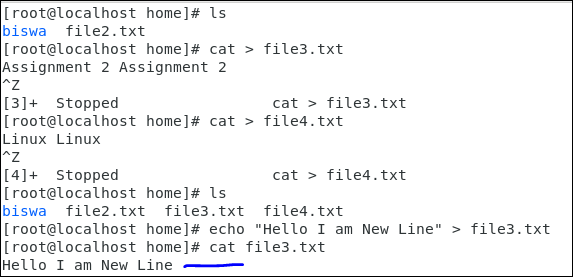 [root@localhost home]# ls
biswa  file2.txt
[root@localhost home]# cat > file3.txt
Assignment 2 Assignment 2
^Z
[3]+  Stopped                 cat > file3.txt
[root@localhost home]# cat > file4.txt
Linux Linux
^Z
[4]+  Stopped                 cat > file4.txt
[root@localhost home]# ls
biswa  file2.txt  file3.txt  file4.txt
[root@localhost home]# echo "Hello I am New Line" > file3.txt
[root@localhost home]# cat file3.txt
Hello I am New Line